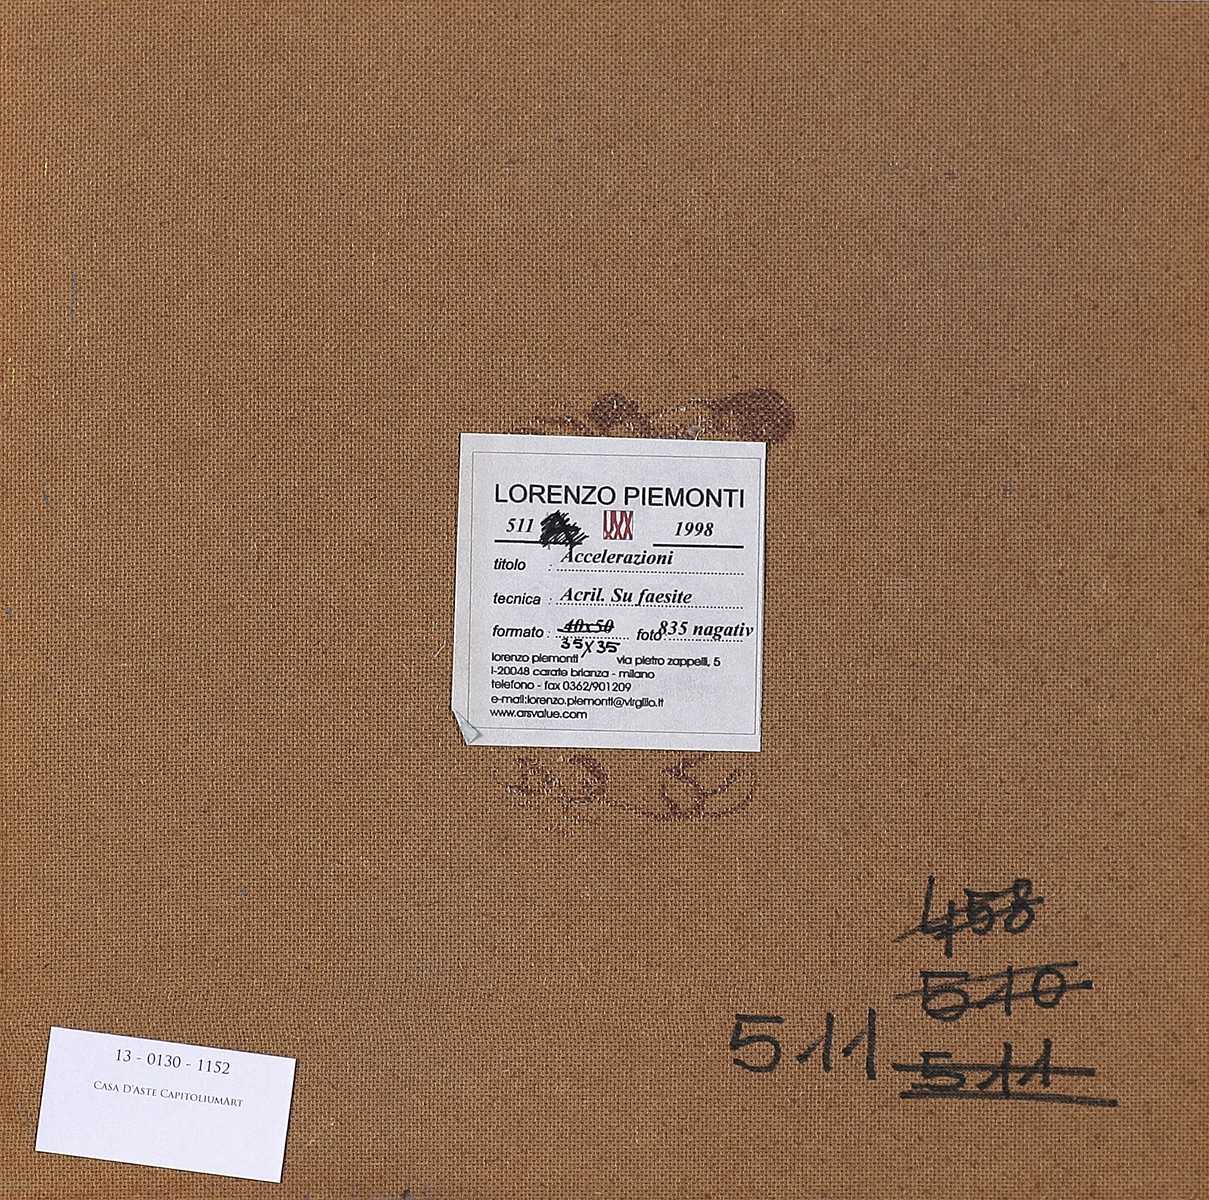 LORENZO PIEMONTI
511 1998
titolo : Accelerazioni
tecnica : Acril. Su faesite
formato : 40x50 foto 835 nagativ
35x35
lorenzo piemonti via pietro zappelli, 5
I-20048 carate brianza - milano
telefono - fax 0362/901209
e-mail:lorenzo.piemonti@virgilio.it
www.arsvalue.com
458
510
511 511
13 - 0130 - 1152
Casa D'Aste CapitoliumArt